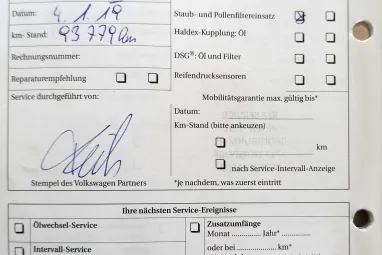 Datum: 4.1.19
km- Stand: 93 779 km
Rechnungsnummer:
Reparaturempfehlung
Service durchgeführt von:
Stempel des Volkswagen Partners
Staub- und Pollenfiltereinsatz
Haldex-Kupplung: Öl
DSG®: Öl und Filter
Reifendrucksensoren
Mobilitätsgarantie max. gültig bis*
Datum:
Km-Stand (bitte ankeuzen)
km
nach Service-Intervall-Anzeige
*je nachdem, was zuerst eintritt
Ihre nächsten Service-Ereignisse
Ölwechsel-Service
Intervall-Service
Zusatzumfänge
Monat ........ Jahr* ............
oder bei .................. km*